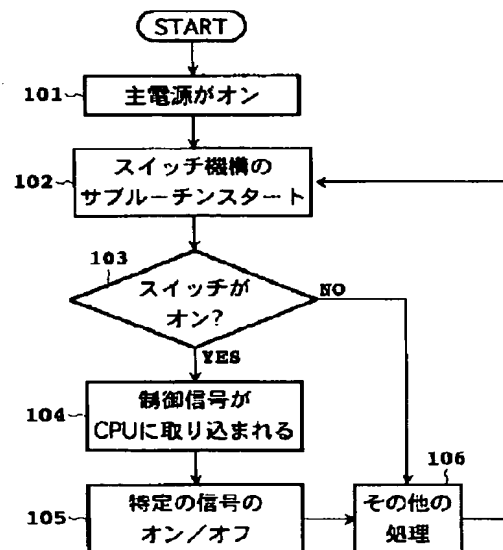 START
101
主電源がオン
102
スイッチ機構の
サブルーチンスタート
103
スイッチが
オン?
NO
YES
104
制御信号が
CPUに取り込まれる
106
105
特定の信号の
オン/オフ
その他の
処理